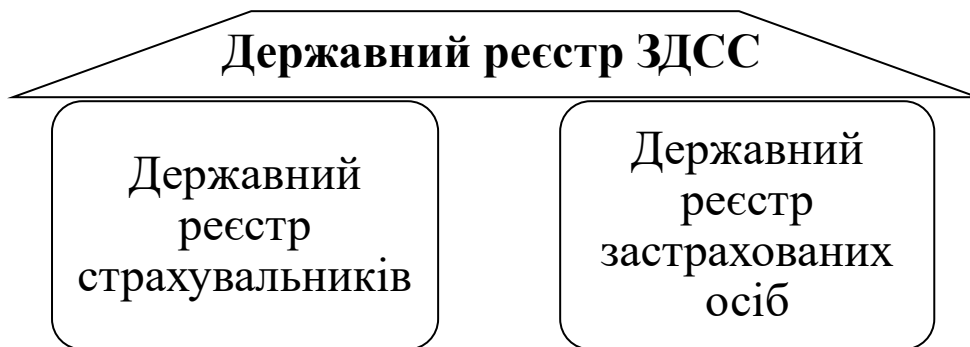 Державний реєстр ЗДСС
Державний
реєстр
страхувальників
Державний
реєстр
застрахованих
осіб